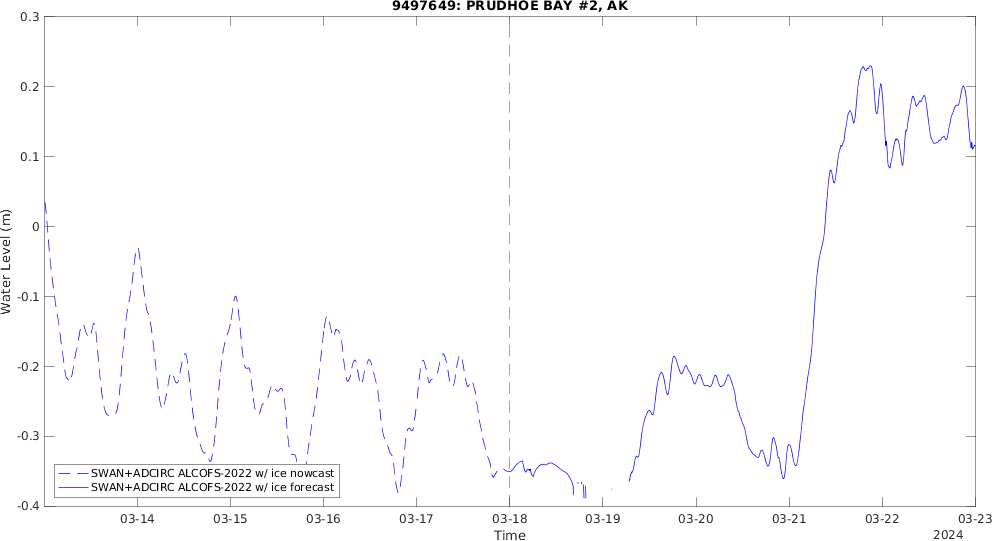 9497649: PRUDHOE BAY #2, AK
0.3
0.2
0.1
0
-0.1
-0.2
-0.3
-0.4
Water Level (m)
SWAN+ADCIRC ALCOFS-2022 w/ ice nowcast
SWAN+ADCIRC ALCOFS-2022 w/ ice forecast
03-14 03-15 03-16 03-17 03-18 03-19 03-20 03-21 03-22 03-23
Time
2024